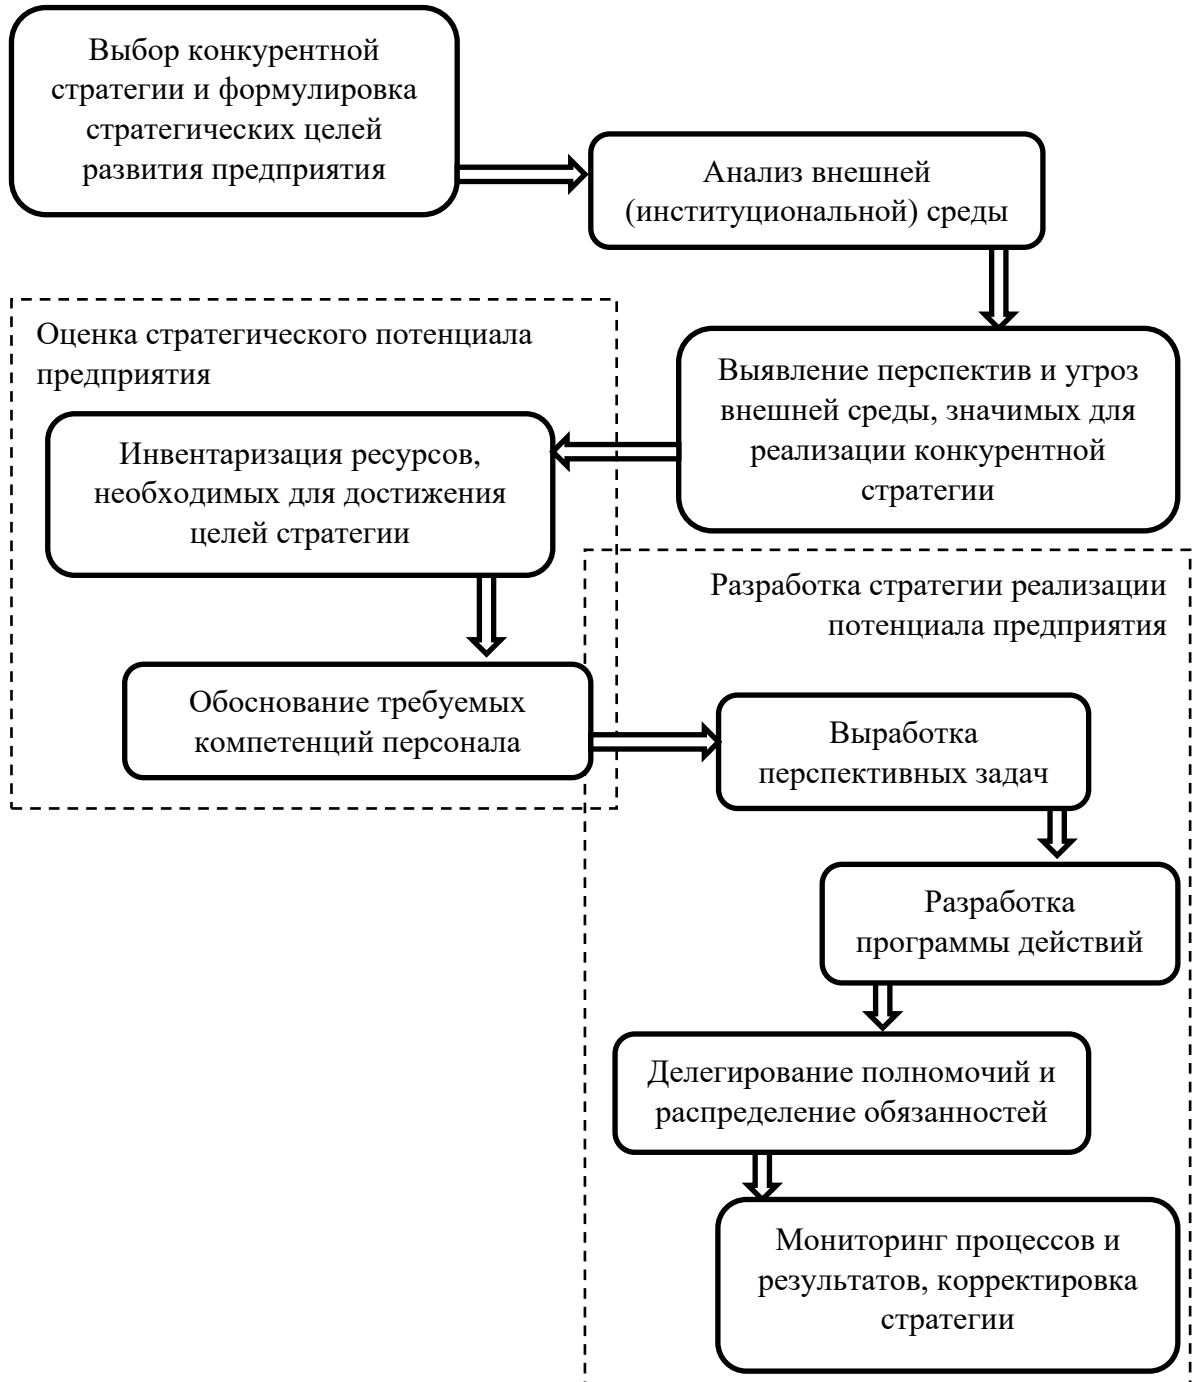 Выбор конкурентной
стратегии и формулировка
стратегических целей
развития предприятия
Анализ внешней
(институциональной) среды
Оценка стратегического потенциала
предприятия
Выявление перспектив и угроз
внешней среды, значимых для
реализации конкурентной
стратегии
Инвентаризация ресурсов,
необходимых для достижения
целей стратегии
Разработка стратегии реализации
потенциала предприятия
Обоснование требуемых
компетенций персонала
Выработка
перспективных задач
Разработка
программы действий
Делегирование полномочий и
распределение обязанностей
Мониторинг процессов и
результатов, корректировка
стратегии